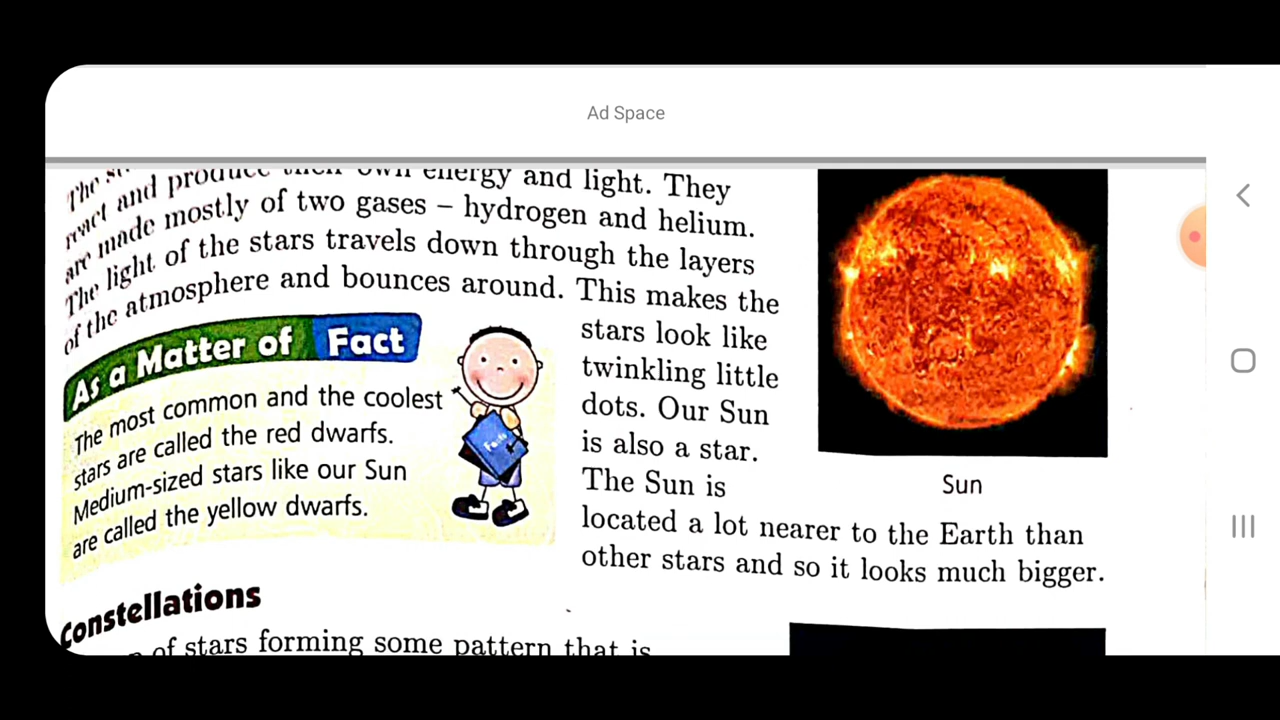 Ad Space
react and produce their own energy and light. They
are made mostly of two gases – hydrogen and helium.
The light of the stars travels down through the layers
of the atmosphere and bounces around. This makes the
stars look like
twinkling little
dots. Our Sun
is also a star.
The Sun is
located a lot nearer to the Earth than
other stars and so it looks much bigger.
As a Matter of Fact
The most common and the coolest
stars are called the red dwarfs.
Medium-sized stars like our Sun
are called the yellow dwarfs.
Facts
Sun
Constellations
of stars forming some pattern that is